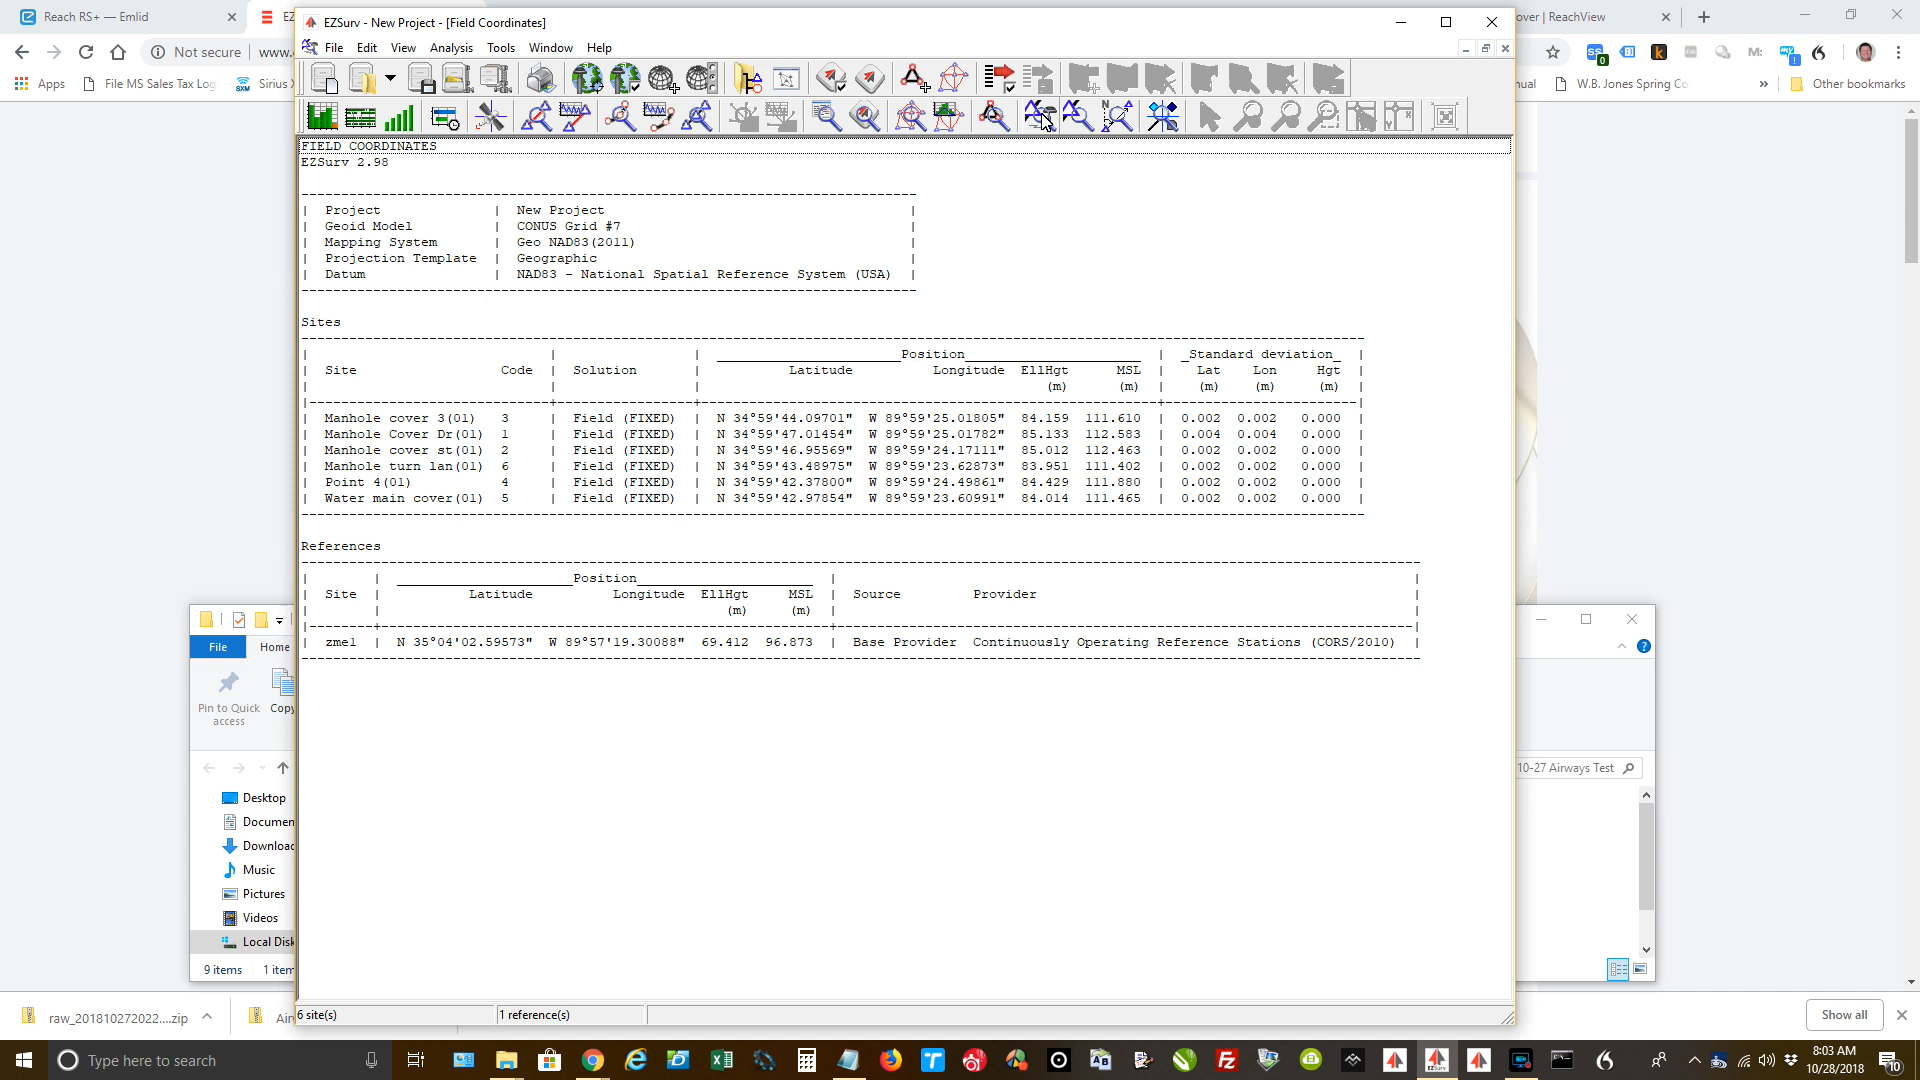 Reach RS+ — Emlid
EZ
EZSurv - New Project - [Field Coordinates]
over | ReachView
File Edit View Analysis Tools Window Help
Not secure www.
Apps File MS Sales Tax Log Sirius
nual W.B. Jones Spring Co » Other bookmarks
FIELD COORDINATES
EZSurv 2.98
Project | New Project
Geoid Model | CONUS Grid #7
Mapping System | Geo NAD83(2011)
Projection Template | Geographic
Datum | NAD83 - National Spatial Reference System (USA)
Sites
Position Standard deviation
Site Code | Solution | Latitude Longitude EllHgt MSL | Lat Lon Hgt
(m) (m) | (m) (m) (m)
Manhole cover 3(01) 3 | Field (FIXED) | N 34°59'44.09701" W 89°59'25.01805" 84.159 111.610 | 0.002 0.002 0.000
Manhole Cover Dr(01) 1 | Field (FIXED) | N 34°59'47.01454" W 89°59'25.01782" 85.133 112.583 | 0.004 0.004 0.000
Manhole cover st(01) 2 | Field (FIXED) | N 34°59'46.95569" W 89°59'24.17111" 85.012 112.463 | 0.002 0.002 0.000
Manhole turn lan(01) 6 | Field (FIXED) | N 34°59'43.48975" W 89°59'23.62873" 83.951 111.402 | 0.002 0.002 0.000
Point 4(01) 4 | Field (FIXED) | N 34°59'42.37800" W 89°59'24.49861" 84.429 111.880 | 0.002 0.002 0.000
Water main cover(01) 5 | Field (FIXED) | N 34°59'42.97854" W 89°59'23.60991" 84.014 111.465 | 0.002 0.002 0.000
References
Position
Site | Latitude Longitude EllHgt MSL | Source Provider
(m) (m)
zme1 | N 35°04'02.59573" W 89°57'19.30088" 69.412 96.873 | Base Provider Continuously Operating Reference Stations (CORS/2010)
File Home
Pin to Quick access
Copy
10-27 Airways Test
Desktop
Documen
Downloac
Music
Pictures
Videos
Local Disk
9 items 1 item
6 site(s) 1 reference(s)
raw_201810272022....zip
Air
Show all
Type here to search
8:03 AM
10/28/2018
10